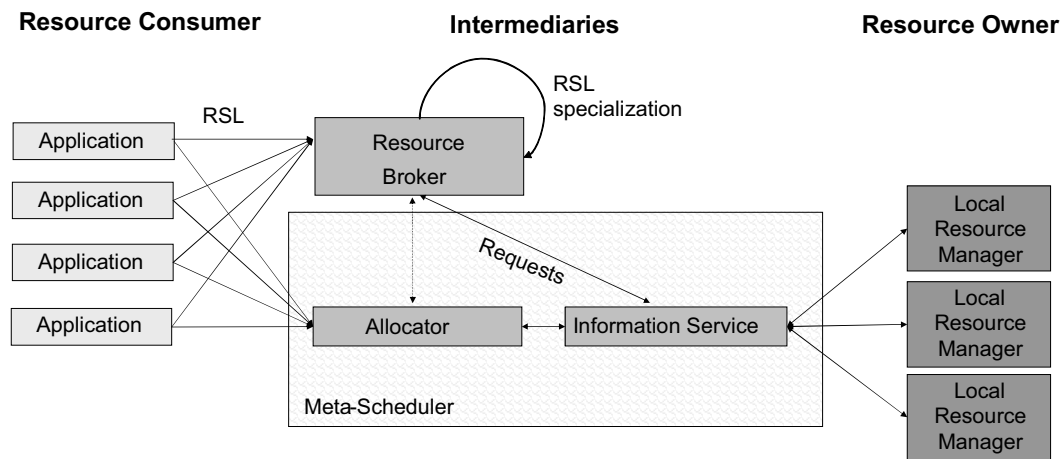 Resource Consumer
Intermediaries
Resource Owner
RSL
RSL
specialization
Application
Application
Application
Application
Resource
Broker
Requests
Allocator
Information Service
Meta-Scheduler
Local
Resource
Manager
Local
Resource
Manager
Local
Resource
Manager